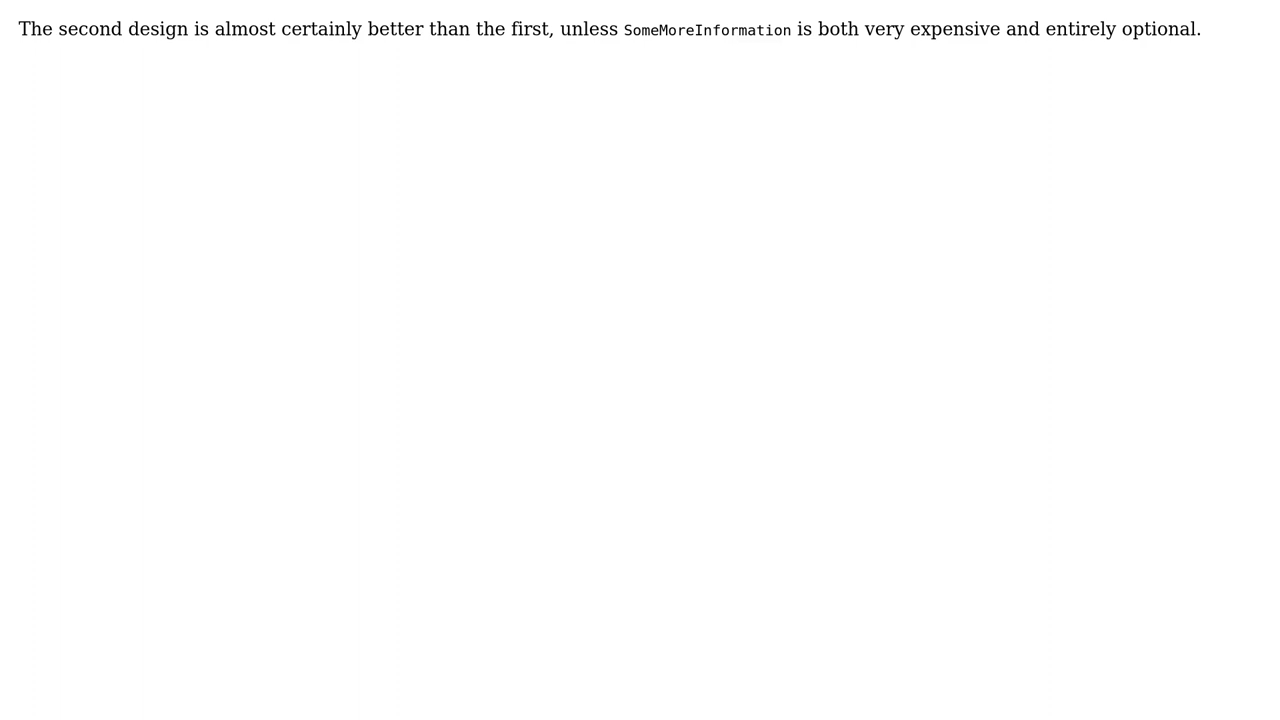 The second design is almost certainly better than the first, unless SomeMoreInformation is both very expensive and entirely optional.